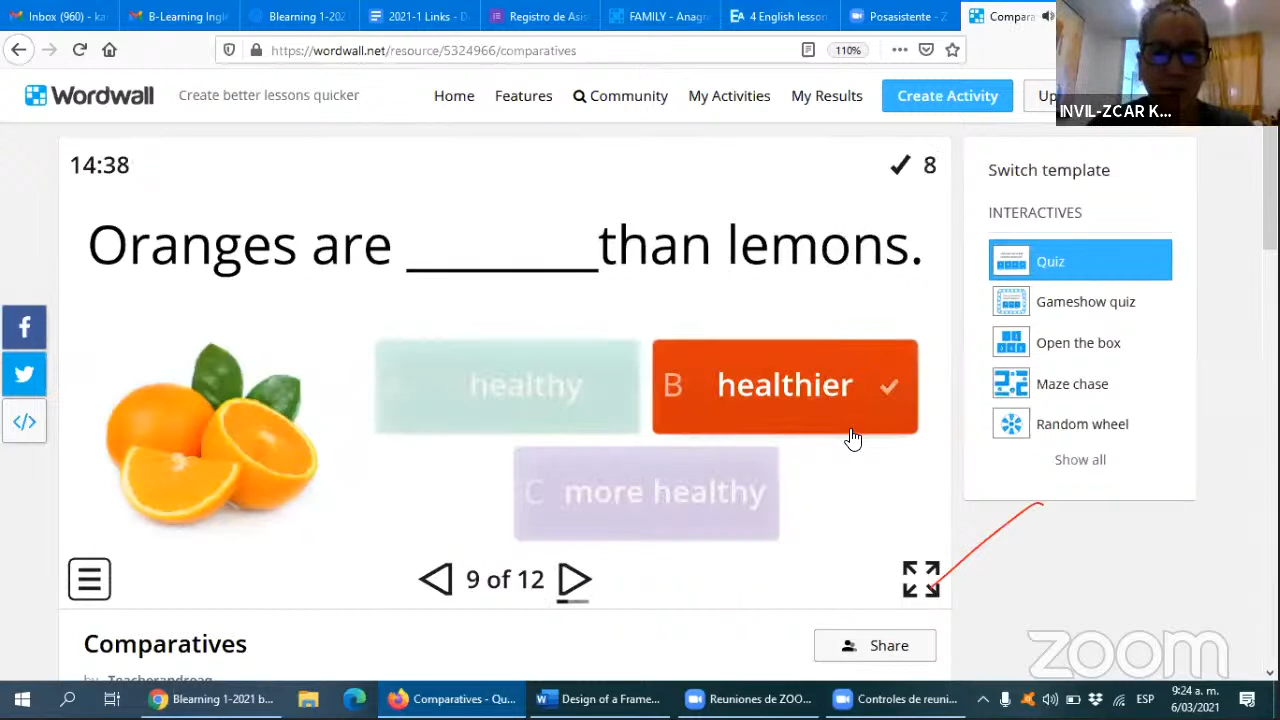 Inbox (960)
B-Learning Ingl
Blearning 1-202
2021-1 Links - D
Registro de Asis
FAMILY - Anagr
4 English lesson
Posasistente - Z
Compara
https://wordwall.net/resource/5324966/comparatives
110%
INVIL-ZCAR K...
Wordwall
Create better lessons quicker
Home
Features
Community
My Activities
My Results
Create Activity
Up
14:38
8
Oranges are ________than lemons.
healthy
B healthier
C more healthy
9 of 12
Switch template
INTERACTIVES
Quiz
Gameshow quiz
Open the box
Maze chase
Random wheel
Show all
Comparatives
Share
by Teacherandreag
zoom
Blearning 1-2021 b...
Comparatives - Qu...
Design of a Frame...
Reuniones de ZOO...
Controles de reuni...
ESP
9:24 a. m.
6/03/2021